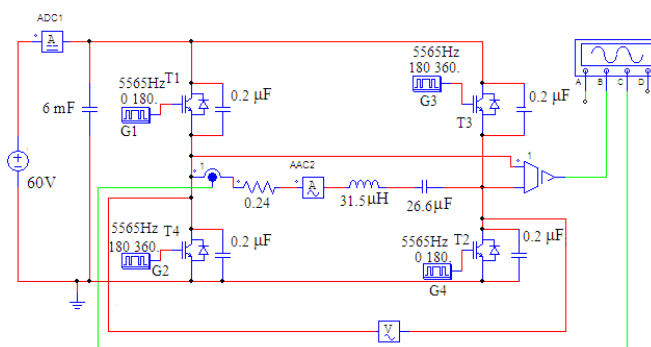 ADC1
A
6 mF
60V
5565Hz
0 180.
G1
T1
0.2 µF
5565Hz
180 360.
G3
T3
0.2 µF
A
B
C
D
1
0.24
AAC2
A
31.5µH
26.6µF
1
5565Hz
180 360.
G2
T4
0.2 µF
5565Hz
0 180.
G4
T2
0.2 µF
V